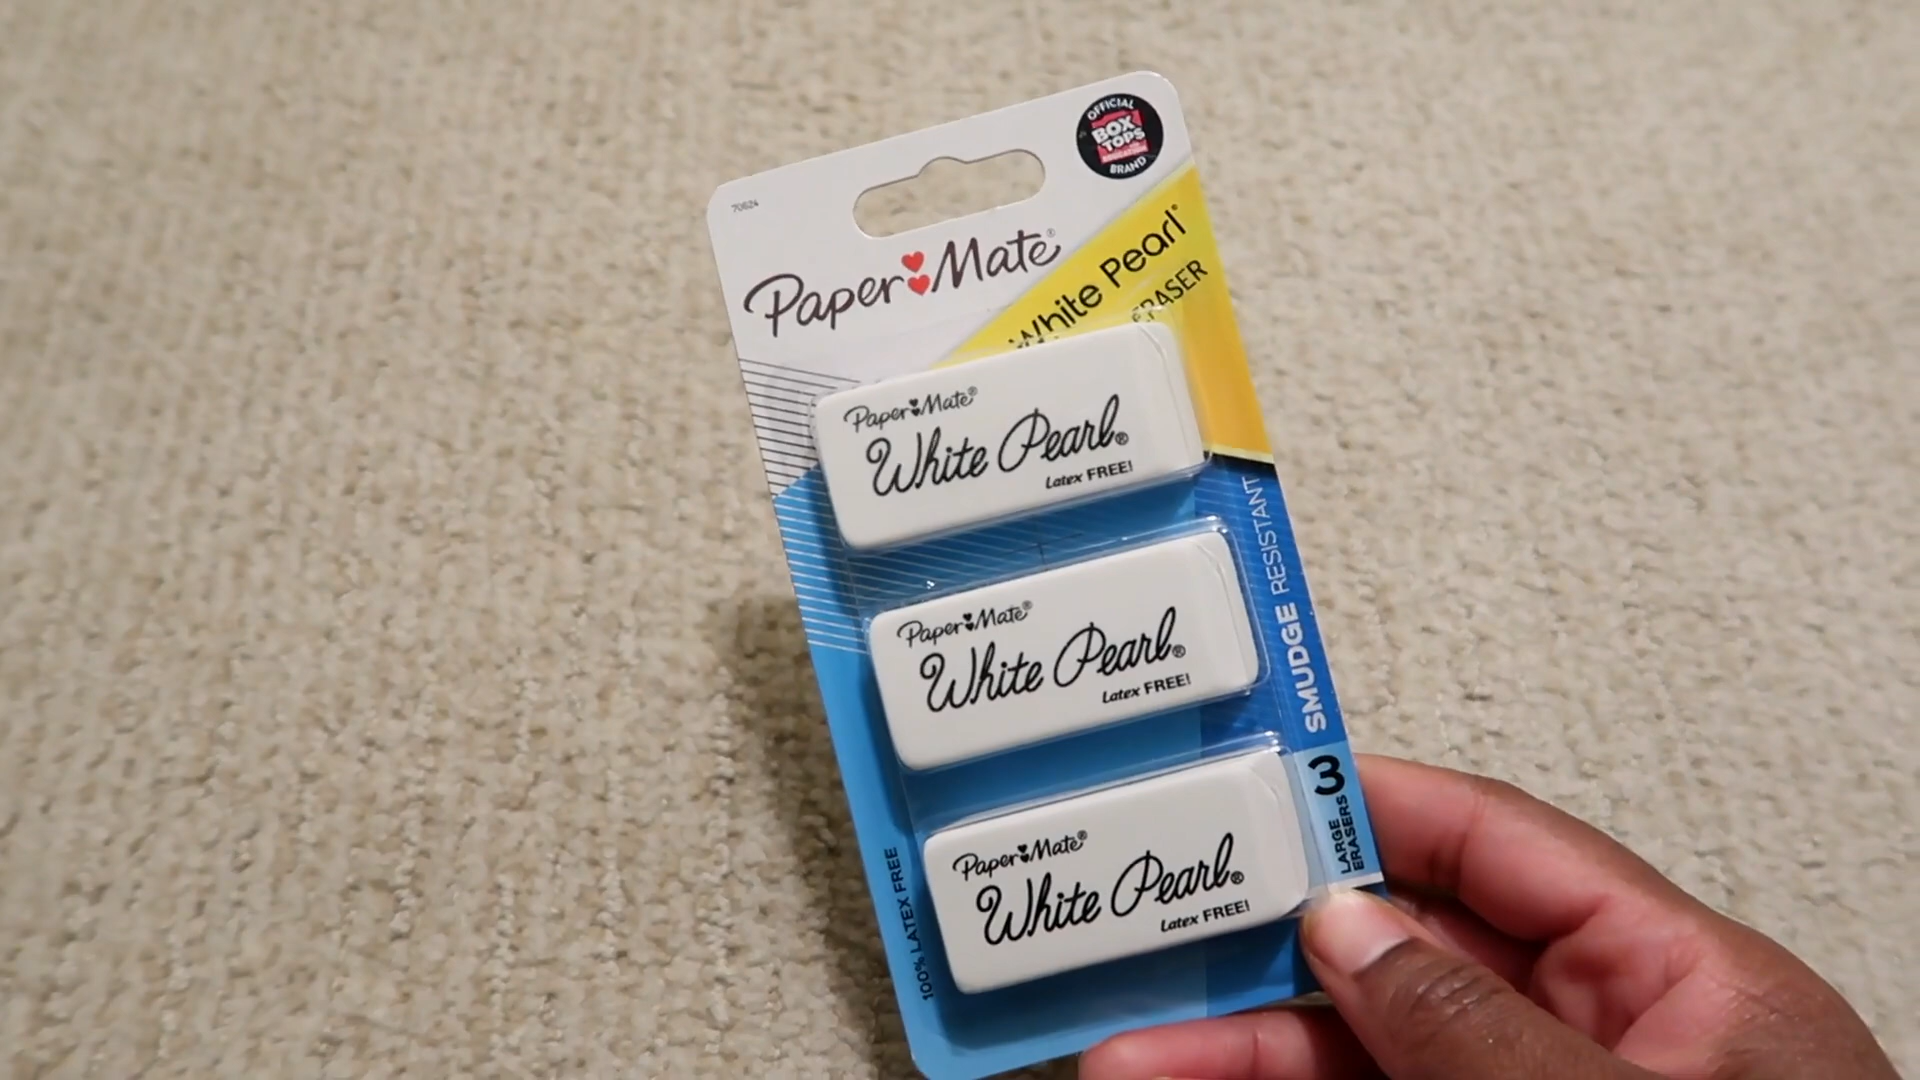 70624
OFFICIAL
BOX
TOPS
EDUCATION
BRAND
Paper Mate®
White Pearl®
ERASER
Paper Mate®
White Pearl®
Latex FREE!
Paper Mate®
White Pearl®
Latex FREE!
Paper Mate®
White Pearl®
Latex FREE!
SMUDGE RESISTANT
3
LARGE
ERASERS
100% LATEX FREE